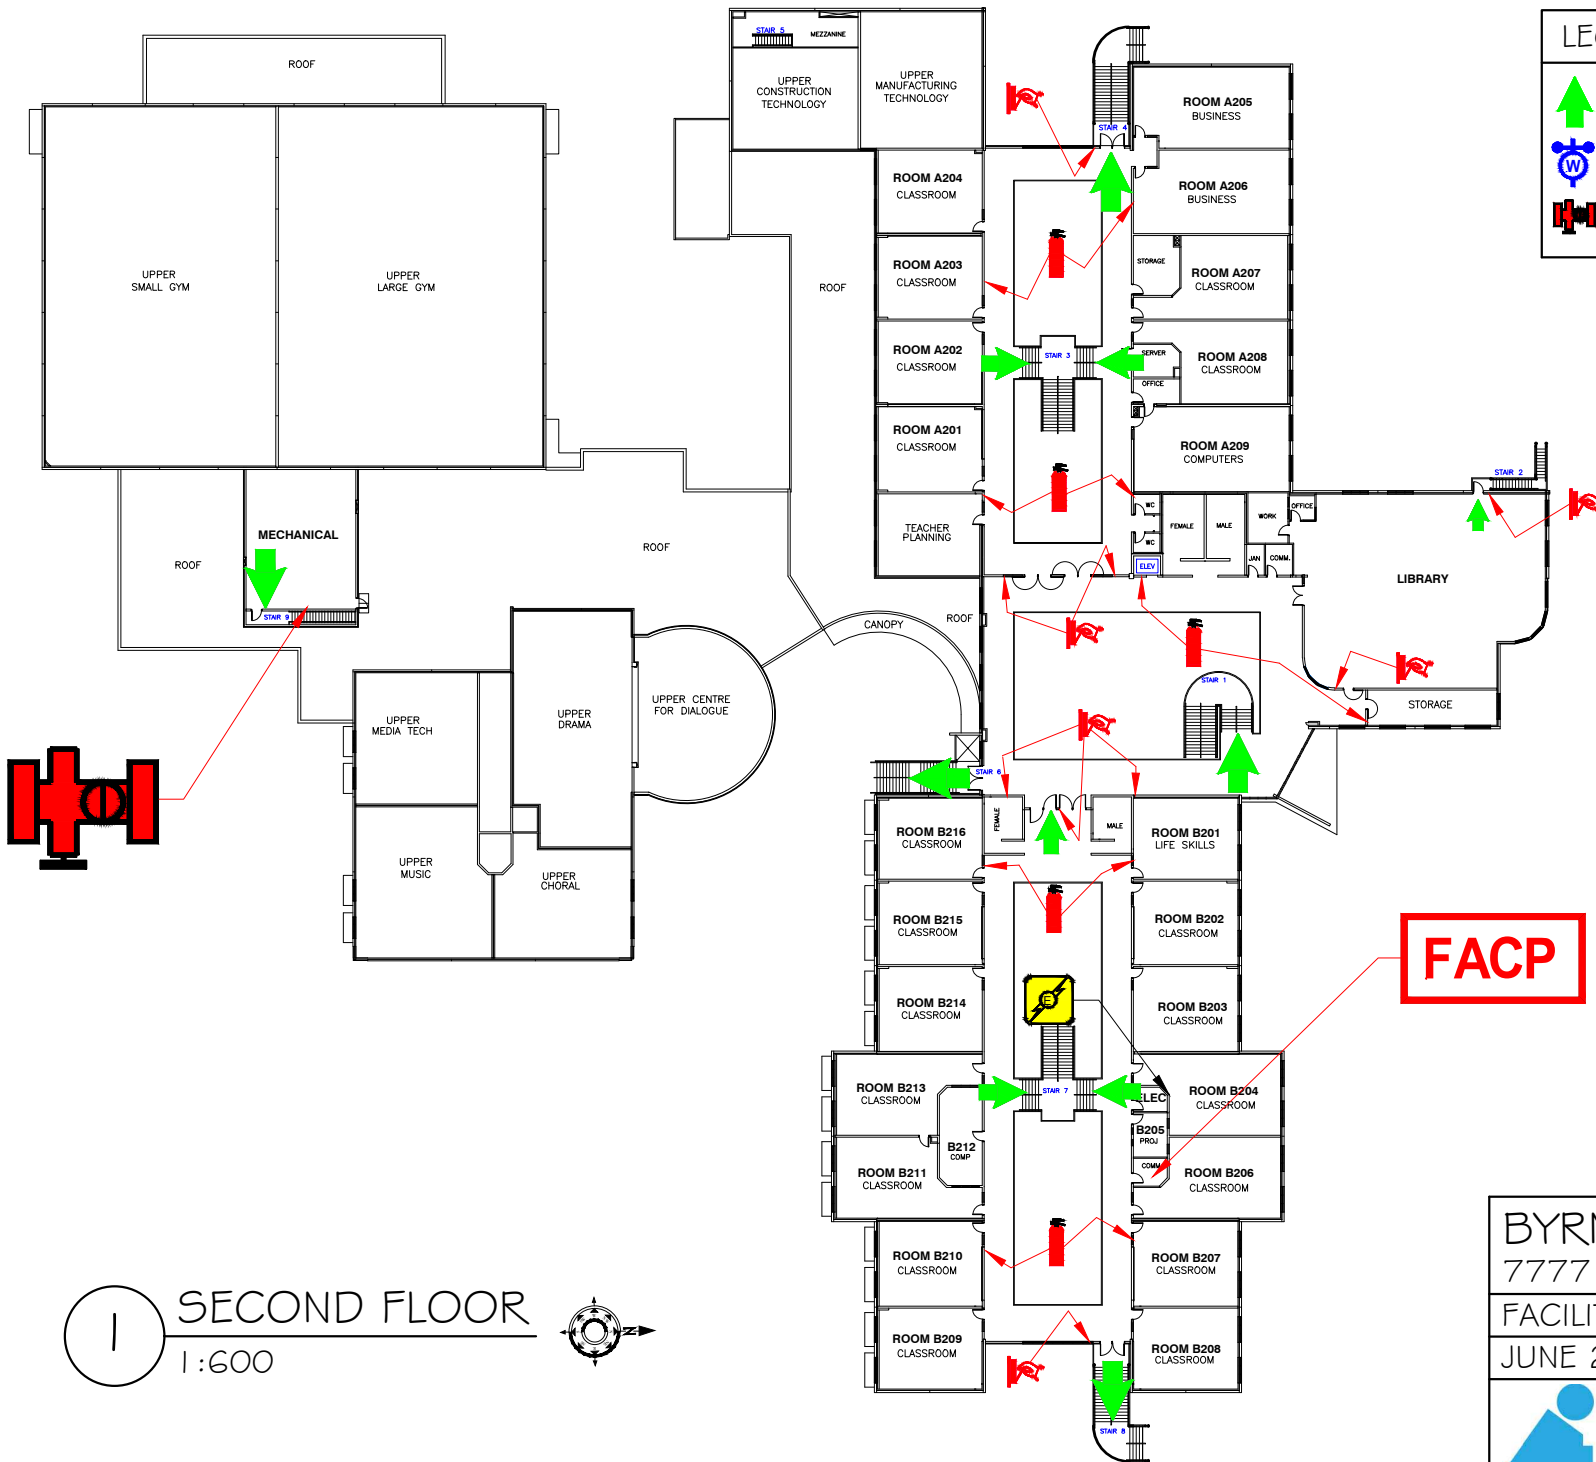 ROOF
UPPER
SMALL GYM
UPPER
LARGE GYM
MECHANICAL
ROOF
STAIR 9
ROOF
STAIR 5
MEZZANINE
UPPER
CONSTRUCTION
TECHNOLOGY
UPPER
MANUFACTURING
TECHNOLOGY
ROOF
STAIR 4
ROOM A204
CLASSROOM
ROOM A203
CLASSROOM
ROOM A202
CLASSROOM
ROOM A201
CLASSROOM
TEACHER
PLANNING
STAIR 3
ROOM A205
BUSINESS
ROOM A206
BUSINESS
STORAGE
ROOM A207
CLASSROOM
SERVER
OFFICE
ROOM A208
CLASSROOM
ROOM A209
COMPUTERS
WC
WC
ELEV
FEMALE
MALE
WORK
OFFICE
JAN
COMM.
STAIR 2
LIBRARY
STORAGE
STAIR 1
CANOPY
ROOF
UPPER
MEDIA TECH
UPPER
DRAMA
UPPER CENTRE
FOR DIALOGUE
UPPER
MUSIC
UPPER
CHORAL
STAIR 6
FEMALE
MALE
ROOM B216
CLASSROOM
ROOM B215
CLASSROOM
ROOM B214
CLASSROOM
ROOM B213
CLASSROOM
B212
COMP
ROOM B211
CLASSROOM
ROOM B210
CLASSROOM
ROOM B209
CLASSROOM
E
STAIR 7
ROOM B201
LIFE SKILLS
ROOM B202
CLASSROOM
ROOM B203
CLASSROOM
ROOM B204
CLASSROOM
ELEC
B205
PROJ
COMM
ROOM B206
CLASSROOM
ROOM B207
CLASSROOM
ROOM B208
CLASSROOM
STAIR 8
FACP
W
1
SECOND FLOOR
1:600
N
7777
JUNE